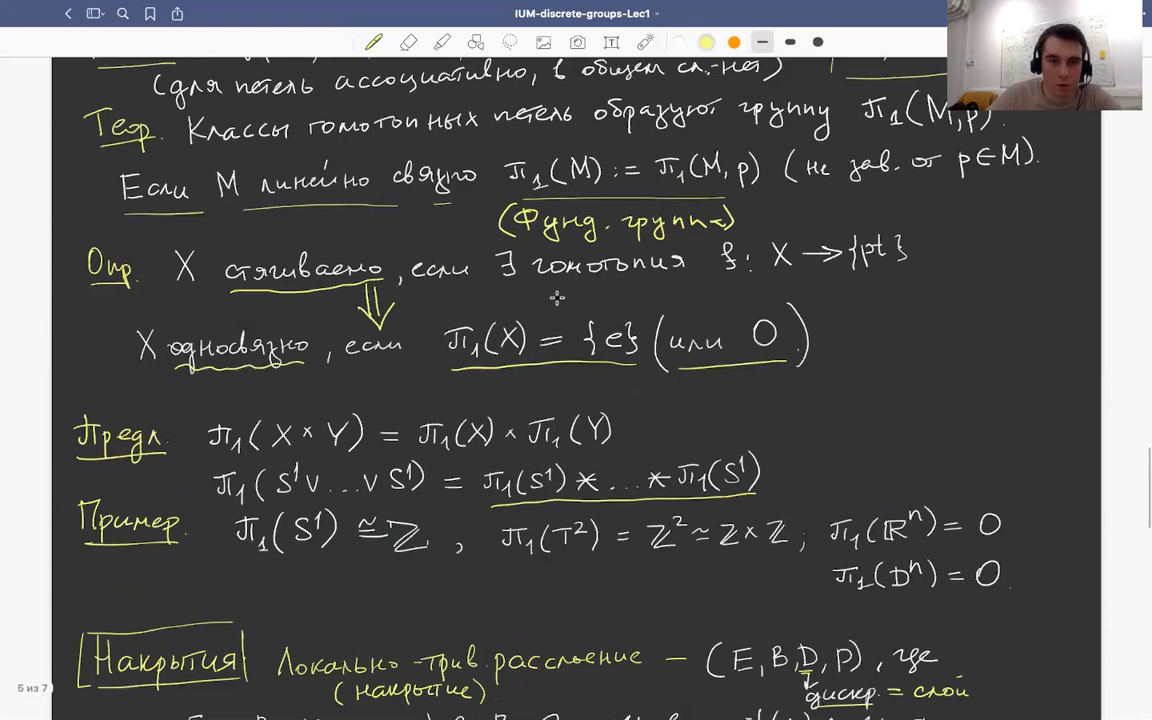 IUM-discrete-groups-Lec1
(для петель ассоциативно, в общем сл.-нет)
Теор. Классы гомотопных петель образуют группу π₁(M,p).
Если M линейно связно π₁(M) := π₁(M,p) (не зав. от p∈M).
(Фунд. группа)
Опр. X стягиваемо, если ∃ гомотопия f: X → {pt}
⇓
X односвязно, если π₁(X) = {e} (или 0)
Предл. π₁(X × Y) = π₁(X) × π₁(Y)
π₁(S¹∨...∨S¹) = π₁(S¹) * ... * π₁(S¹)
Пример. π₁(S¹) ≅ ℤ, π₁(T²) = ℤ² ≃ ℤ×ℤ; π₁(ℝⁿ) = 0
π₁(Dⁿ) = 0.
Накрытия Локально-трив. расслоение — (E, B, D, p), где
(накрытие). дискр. = слой
5 из 7